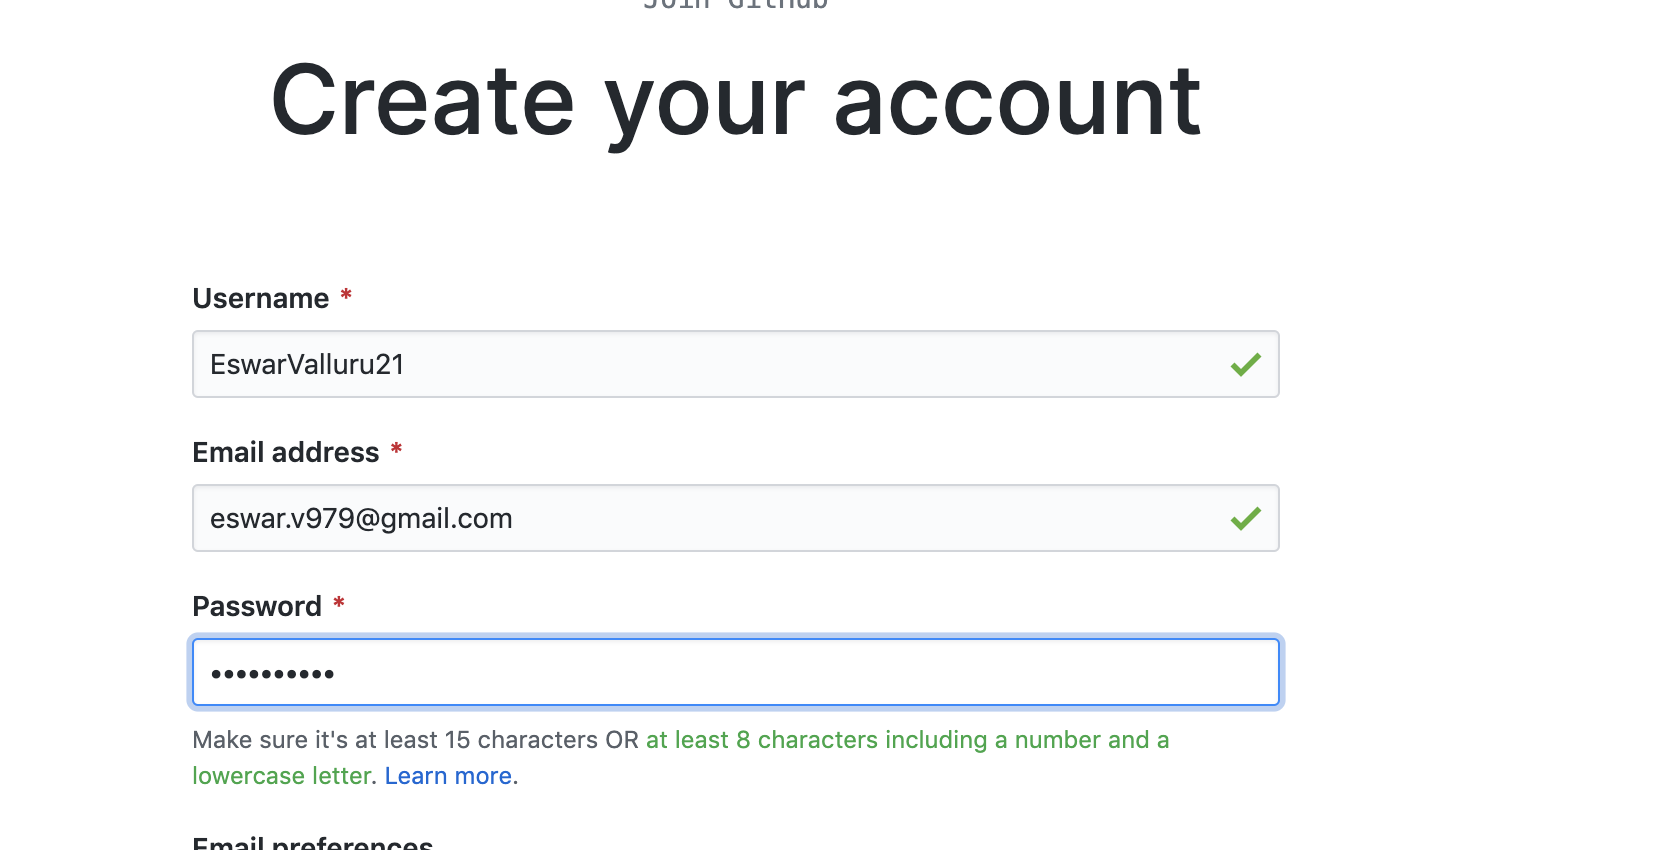 Join GitHub
Create your account
Username *
EswarValluru21
Email address *
eswar.v979@gmail.com
Password *
••••••••••
Make sure it's at least 15 characters OR at least 8 characters including a number and a
lowercase letter. Learn more.
Email preferences